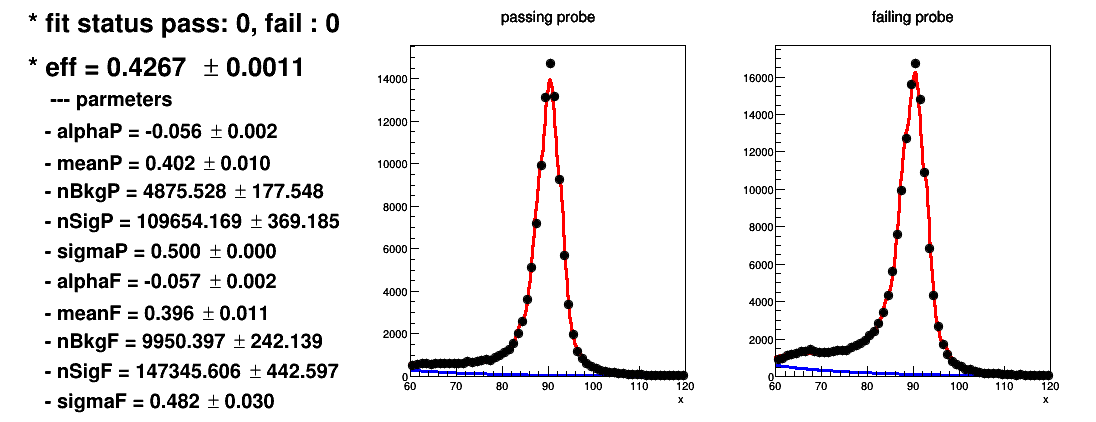 * fit status pass: 0, fail : 0
* eff = 0.4267 ± 0.0011
--- parmeters
- alphaP = -0.056 ± 0.002
- meanP = 0.402 ± 0.010
- nBkgP = 4875.528 ± 177.548
- nSigP = 109654.169 ± 369.185
- sigmaP = 0.500 ± 0.000
- alphaF = -0.057 ± 0.002
- meanF = 0.396 ± 0.011
- nBkgF = 9950.397 ± 242.139
- nSigF = 147345.606 ± 442.597
- sigmaF = 0.482 ± 0.030
passing probe
14000
12000
10000
8000
6000
4000
2000
0
60 70 80 90 100 110 120
x
failing probe
16000
14000
12000
10000
8000
6000
4000
2000
0
60 70 80 90 100 110 120
x